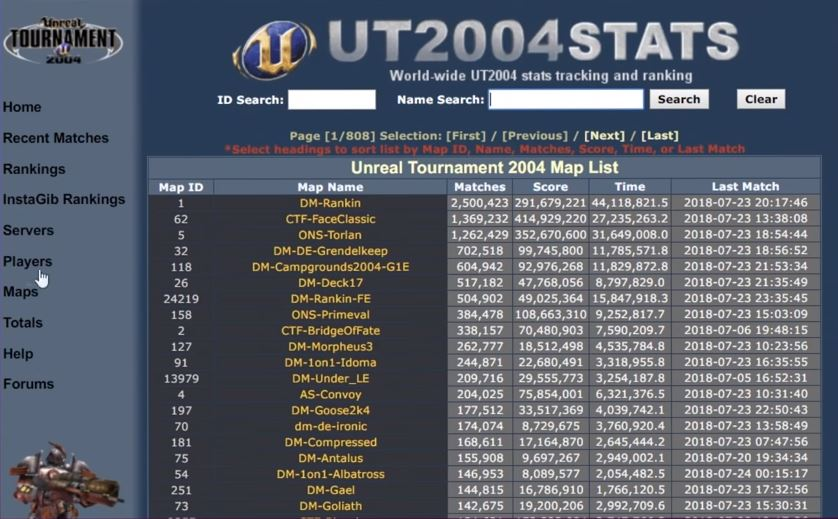 Unreal
TOURNAMENT
2004
UT2004STATS
World-wide UT2004 stats tracking and ranking
ID Search: Name Search: Search Clear
Home
Recent Matches
Rankings
InstaGib Rankings
Servers
Players
Maps
Totals
Help
Forums
Page [1/808] Selection: [First] / [Previous] / [Next] / [Last]
*Select headings to sort list by Map ID, Name, Matches, Score, Time, or Last Match
Unreal Tournament 2004 Map List
Map ID Map Name Matches Score Time Last Match
1 DM-Rankin 2,500,423 291,679,221 44,118,821.5 2018-07-23 20:17:46
62 CTF-FaceClassic 1,369,232 414,929,220 27,235,263.2 2018-07-23 13:38:08
5 ONS-Torlan 1,262,429 352,670,600 31,649,008.0 2018-07-23 18:54:44
32 DM-DE-Grendelkeep 702,518 99,745,800 11,785,571.8 2018-07-23 18:56:52
118 DM-Campgrounds2004-G1E 604,942 92,976,268 11,829,872.8 2018-07-23 21:53:34
26 DM-Deck17 517,182 47,768,056 8,797,829.0 2018-07-23 21:35:49
24219 DM-Rankin-FE 504,902 49,025,364 15,847,918.3 2018-07-23 23:35:45
158 ONS-Primeval 384,478 108,663,310 9,252,817.7 2018-07-23 15:03:09
2 CTF-BridgeOfFate 338,157 70,480,903 7,590,209.7 2018-07-06 19:48:15
127 DM-Morpheus3 262,777 18,512,498 4,535,784.8 2018-07-23 10:23:56
91 DM-1on1-Idoma 244,871 22,680,491 3,318,955.8 2018-07-23 16:35:55
13979 DM-Under_LE 209,716 29,555,773 3,254,187.8 2018-07-05 16:52:31
4 AS-Convoy 204,025 75,854,001 6,321,376.5 2018-07-23 10:31:40
197 DM-Goose2k4 177,512 33,517,369 4,039,742.1 2018-07-23 22:50:43
70 dm-de-ironic 174,074 8,729,675 3,760,920.4 2018-07-23 13:58:49
181 DM-Compressed 168,611 17,164,870 2,645,444.2 2018-07-23 07:47:56
75 DM-Antalus 155,908 9,697,267 2,949,002.1 2018-07-20 19:34:34
54 DM-1on1-Albatross 146,953 8,089,577 2,054,482.5 2018-07-24 00:15:17
251 DM-Gael 144,815 16,786,910 1,766,120.5 2018-07-23 17:32:56
73 DM-Goliath 142,675 19,200,206 2,992,709.6 2018-07-23 15:30:31